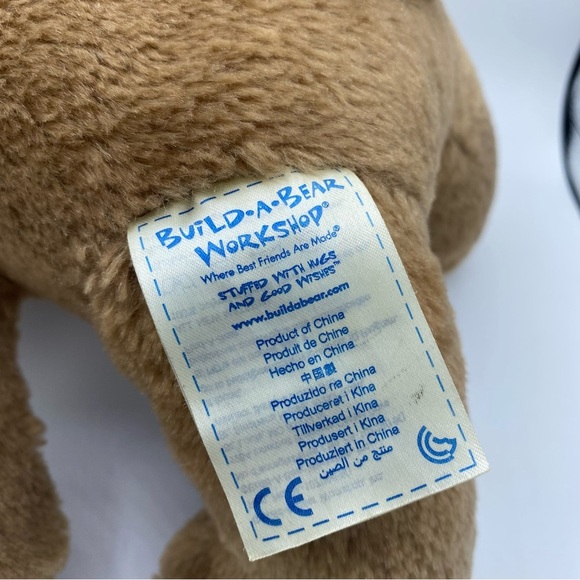 BUILD-A-BEAR
WORKSHOP®
Where Best Friends Are Made®
STUFFED WITH HUGS
AND GOOD WISHES™
www.buildabear.com
Product of China
Produit de Chine
Hecho en China
中国製
Produzido na China
Produceret i Kina
Tillverkad i Kina
Produsert i Kina
Produziert in China
منتج من الصين
CE